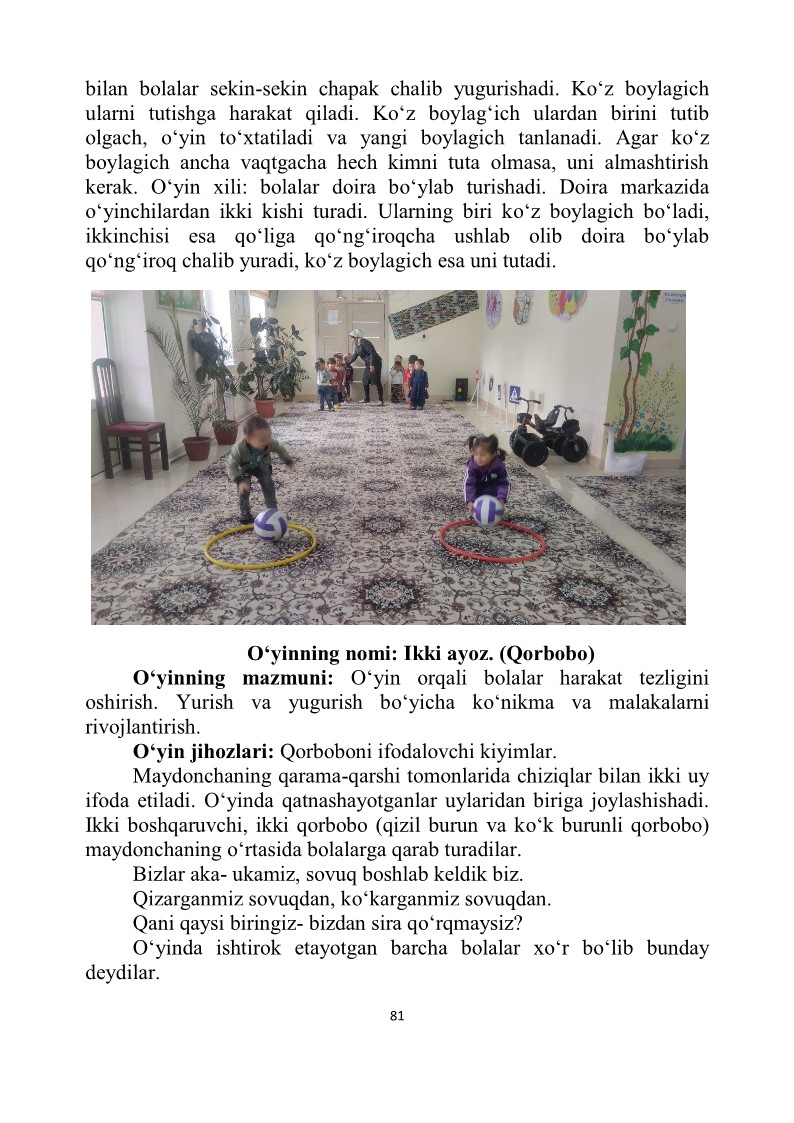 bilan bolalar sekin-sekin chapak chalib yugurishadi. Ko‘z boylagich
ularni tutishga harakat qiladi. Ko‘z boylag‘ich ulardan birini tutib
olgach, o‘yin to‘xtatiladi va yangi boylagich tanlanadi. Agar ko‘z
boylagich ancha vaqtgacha hech kimni tuta olmasa, uni almashtirish
kerak. O‘yin xili: bolalar doira bo‘ylab turishadi. Doira markazida
o‘yinchilardan ikki kishi turadi. Ularning biri ko‘z boylagich bo‘ladi,
ikkinchisi esa qo‘liga qo‘ng‘iroqcha ushlab olib doira bo‘ylab
qo‘ng‘iroq chalib yuradi, ko‘z boylagich esa uni tutadi.
O‘yinning nomi: Ikki ayoz. (Qorbobo)
O‘yinning mazmuni: O‘yin orqali bolalar harakat tezligini
oshirish. Yurish va yugurish bo‘yicha ko‘nikma va malakalarni
rivojlantirish.
O‘yin jihozlari: Qorboboni ifodalovchi kiyimlar.
Maydonchaning qarama-qarshi tomonlarida chiziqlar bilan ikki uy
ifoda etiladi. O‘yinda qatnashayotganlar uylaridan biriga joylashishadi.
Ikki boshqaruvchi, ikki qorbobo (qizil burun va ko‘k burunli qorbobo)
maydonchaning o‘rtasida bolalarga qarab turadilar.
Bizlar aka- ukamiz, sovuq boshlab keldik biz.
Qizarganmiz sovuqdan, ko‘karganmiz sovuqdan.
Qani qaysi biringiz- bizdan sira qo‘rqmaysiz?
O‘yinda ishtirok etayotgan barcha bolalar xo‘r bo‘lib bunday
deydilar.
81